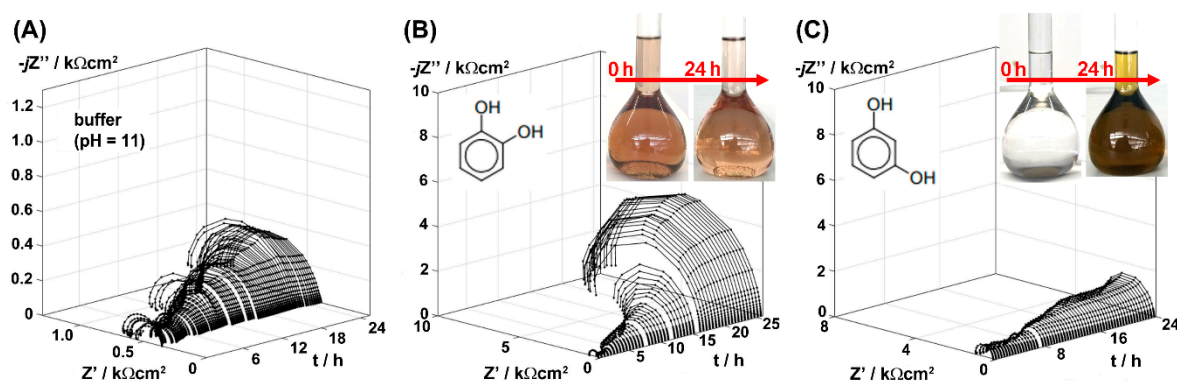 (A)
-jZ'' / kΩcm²
1.2
1.0
0.8
0.6
0.4
0.2
0
buffer
(pH = 11)
1.0
0.5
0
Z' / kΩcm²
6
12
18
24
t / h
(B)
-jZ'' / kΩcm²
10
8
6
4
2
0
OH
OH
0 h
24 h
10
5
0
Z' / kΩcm²
5
10
15
20
25
t / h
(C)
-jZ'' / kΩcm²
10
8
6
4
2
0
OH
OH
0 h
24 h
8
4
0
Z' / kΩcm²
8
16
24
t / h